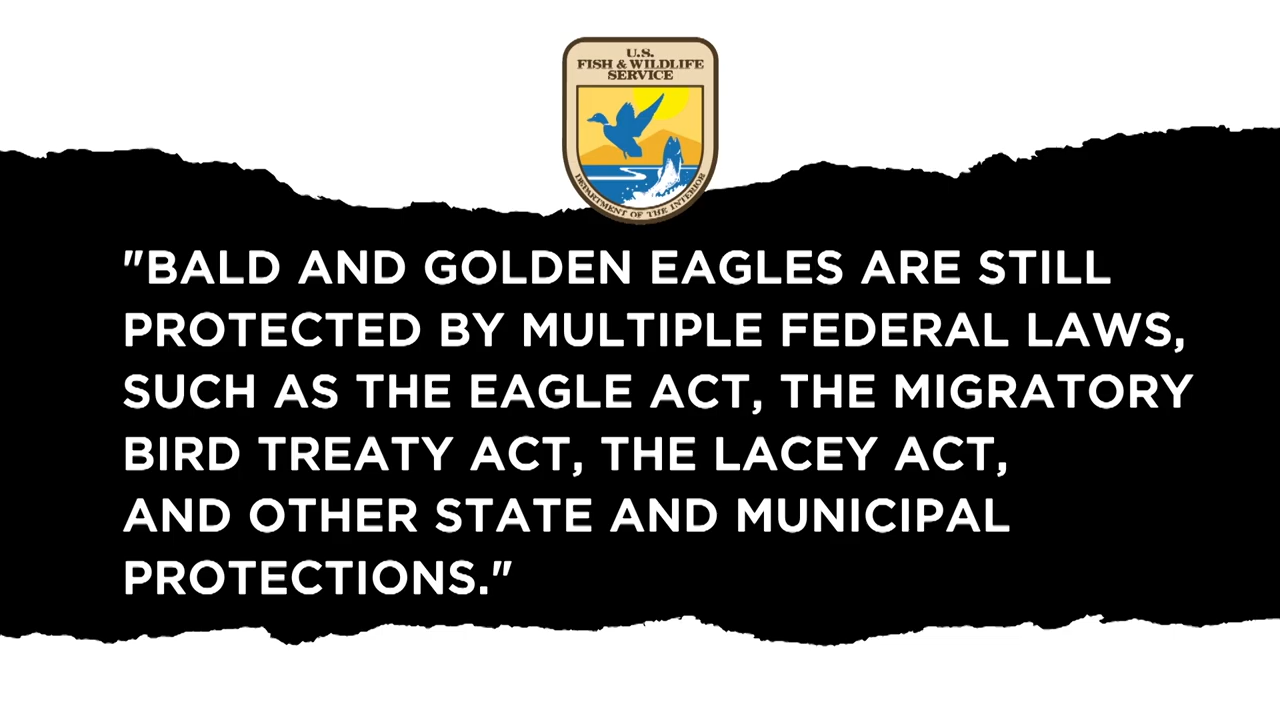 U.S.
FISH & WILDLIFE
SERVICE
DEPARTMENT OF THE INTERIOR
"BALD AND GOLDEN EAGLES ARE STILL
PROTECTED BY MULTIPLE FEDERAL LAWS,
SUCH AS THE EAGLE ACT, THE MIGRATORY
BIRD TREATY ACT, THE LACEY ACT,
AND OTHER STATE AND MUNICIPAL
PROTECTIONS."